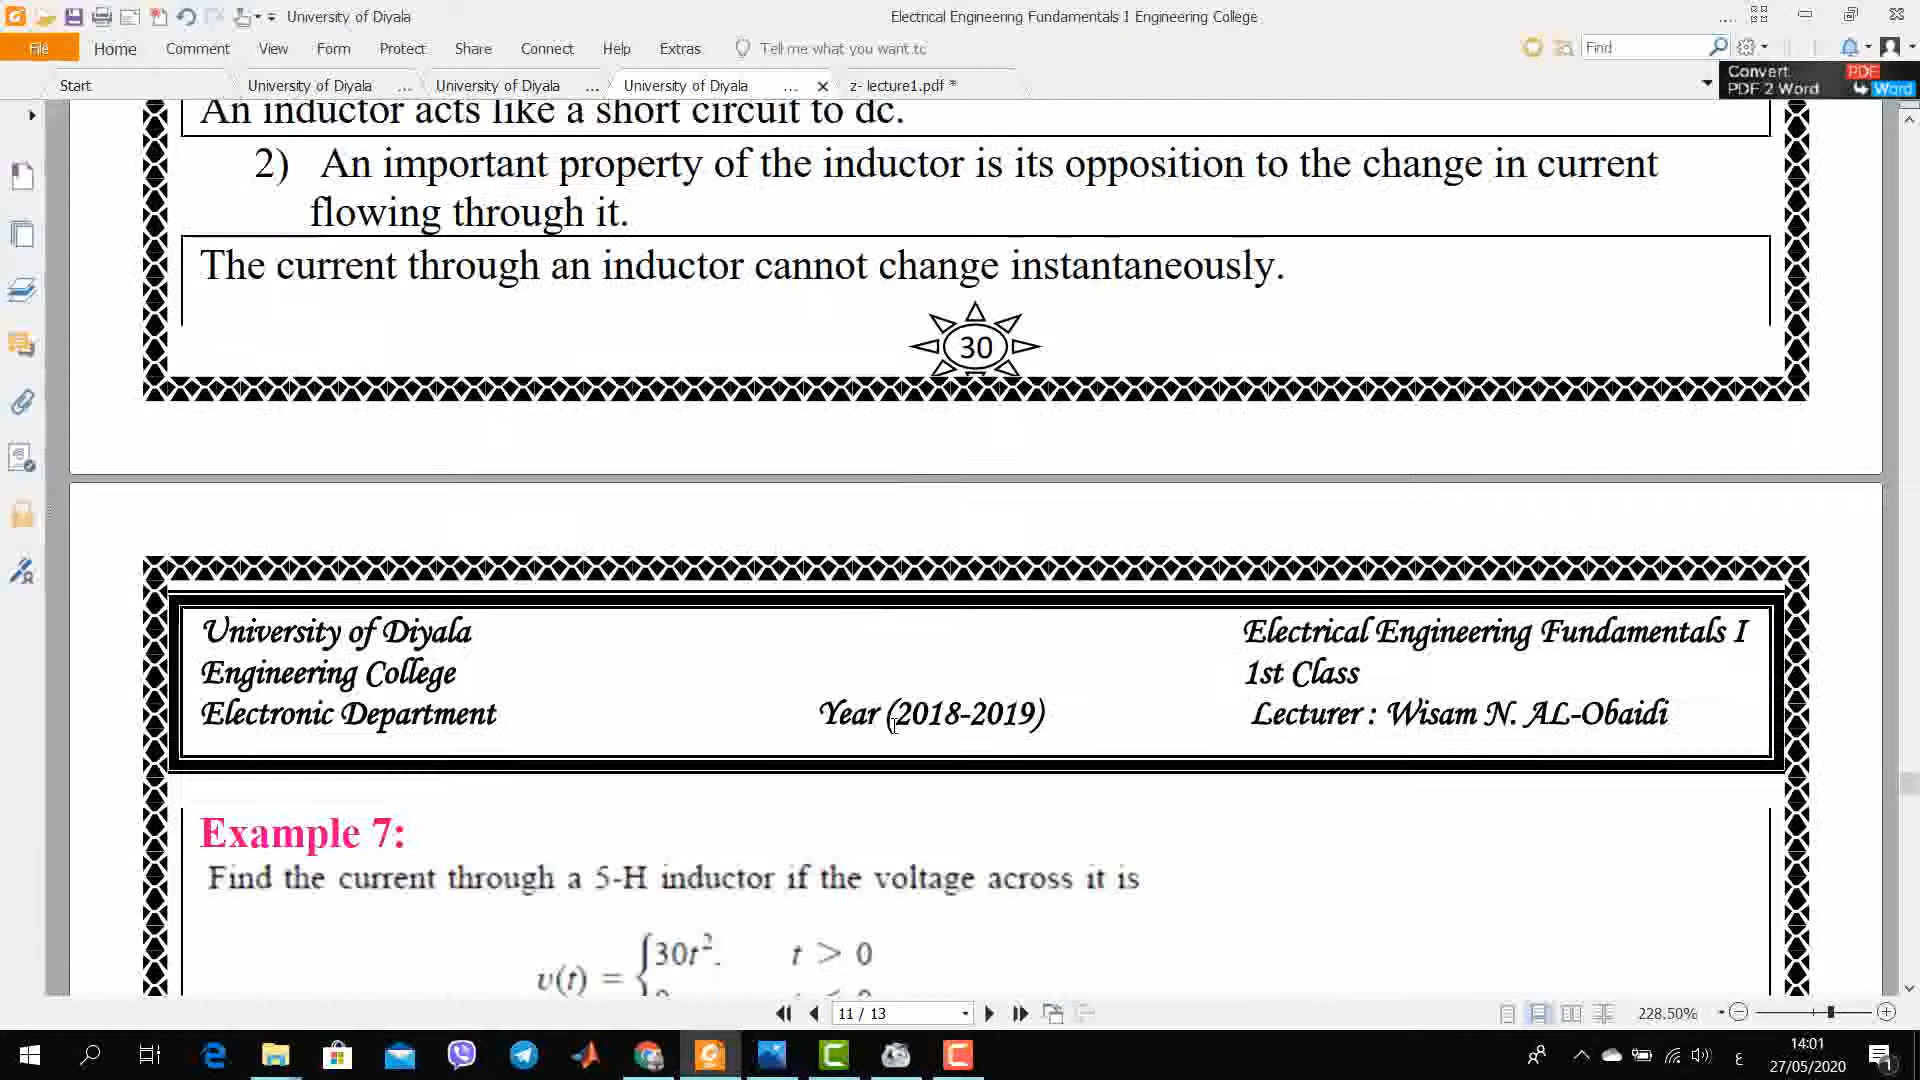 University of Diyala
Electrical Engineering Fundamentals I Engineering College
File
Home
Comment
View
Form
Protect
Share
Connect
Help
Extras
Tell me what you want tc
Find
Start
University of Diyala ...
University of Diyala ...
University of Diyala ...
z- lecture1.pdf *
Convert PDF
PDF 2 Word Word
An inductor acts like a short circuit to dc.
2) An important property of the inductor is its opposition to the change in current
flowing through it.
The current through an inductor cannot change instantaneously.
30
University of Diyala
Electrical Engineering Fundamentals I
Engineering College
1st Class
Electronic Department
Year (2018-2019)
Lecturer : Wisam N. AL-Obaidi
Example 7:
Find the current through a 5-H inductor if the voltage across it is
v(t) = { 30t². t > 0
11 / 13
228.50%
ع
14:01
27/05/2020
1